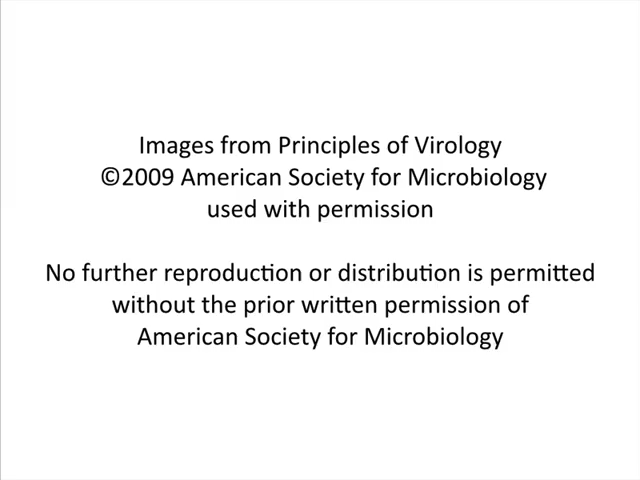 Images from Principles of Virology
©2009 American Society for Microbiology
used with permission
No further reproduction or distribution is permitted
without the prior written permission of
American Society for Microbiology